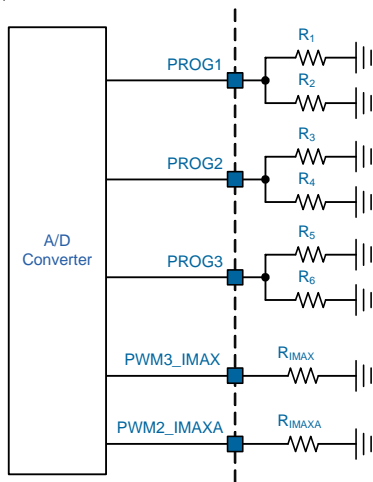 R1
PROG1
R2
R3
PROG2
R4
R5
PROG3
R6
A/D
Converter
RIMAX
PWM3_IMAX
RIMAXA
PWM2_IMAXA